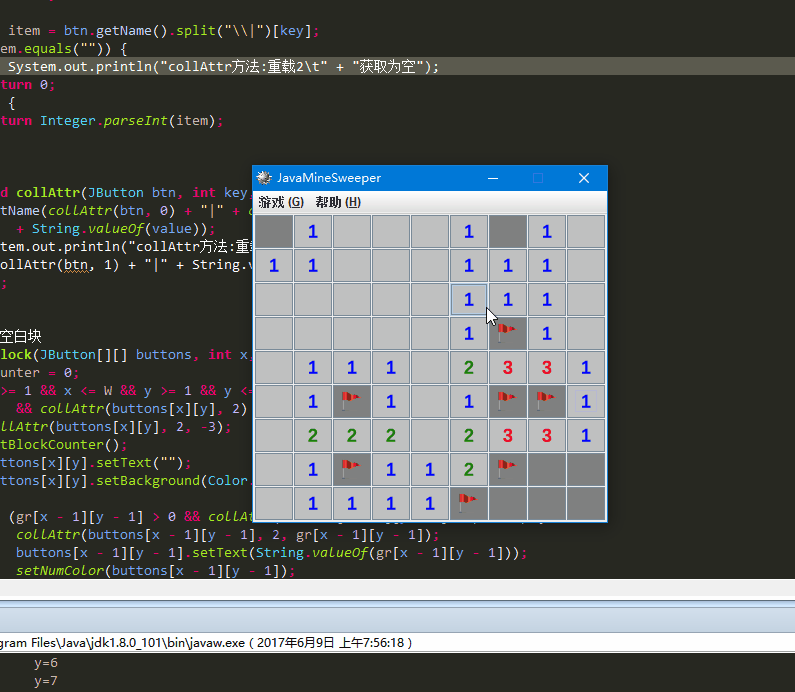 item = btn.getName().split("\\|")[key];
em.equals("")) {
System.out.println("collAttr方法:重载2\t" + "获取为空");
turn 0;
{
turn Integer.parseInt(item);
d collAttr(JButton btn, int key
tName(collAttr(btn, 0) + "|" + c
+ String.valueOf(value));
tem.out.println("collAttr方法:重
ollAttr(btn, 1) + "|" + String.
;
空白块
lock(JButton[][] buttons, int x
unter = 0;
>= 1 && x <= W && y >= 1 && y <=
&& collAttr(buttons[x][y], 2)
llAttr(buttons[x][y], 2, -3);
tBlockCounter();
ttons[x][y].setText("");
ttons[x][y].setBackground(Color.
(gr[x - 1][y - 1] > 0 && collA
collAttr(buttons[x - 1][y - 1], 2, gr[x - 1][y - 1]);
buttons[x - 1][y - 1].setText(String.valueOf(gr[x - 1][y - 1]));
setNumColor(buttons[x - 1][y - 1]);
JavaMineSweeper
游戏 (G) 帮助 (H)
1 1 1
1 1 1 1 1
1 1 1
1 1
1 1 1 2 3 3 1
1 1 1 1
2 2 2 2 3 3 1
1 1 1 2
1 1 1 1
gram Files\Java\jdk1.8.0_101\bin\javaw.exe ( 2017年6月9日 上午7:56:18 )
y=6
y=7